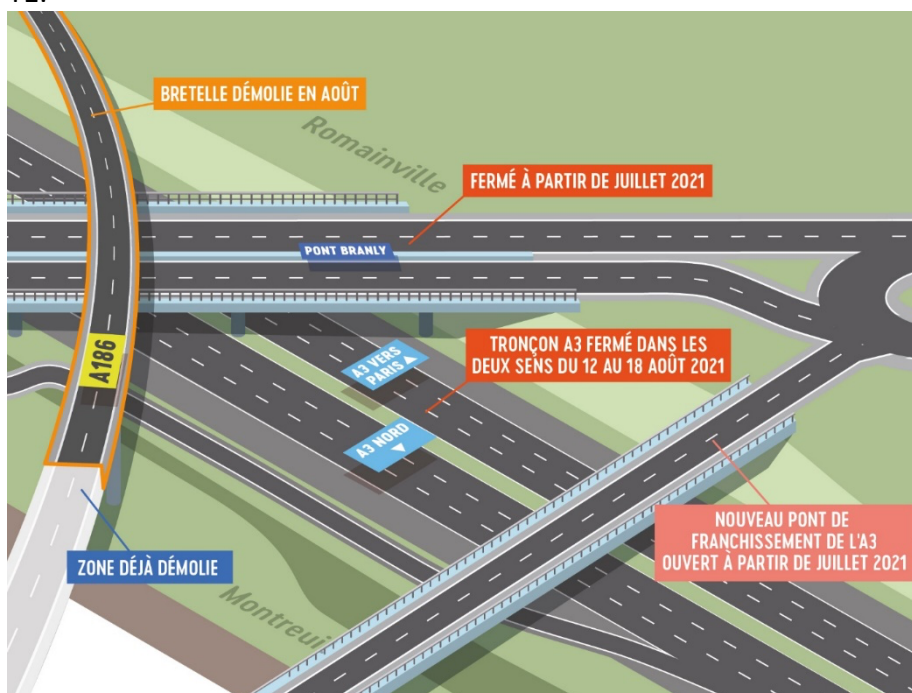 BRETELLE DÉMOLIE EN AOÛT
Romainville
FERMÉ À PARTIR DE JUILLET 2021
PONT BRANLY
A186
A3 VERS
PARIS
TRONÇON A3 FERMÉ DANS LES
DEUX SENS DU 12 AU 18 AOÛT 2021
A3 NORD
NOUVEAU PONT DE
FRANCHISSEMENT DE L'A3
OUVERT À PARTIR DE JUILLET 2021
ZONE DÉJÀ DÉMOLIE
Montreui